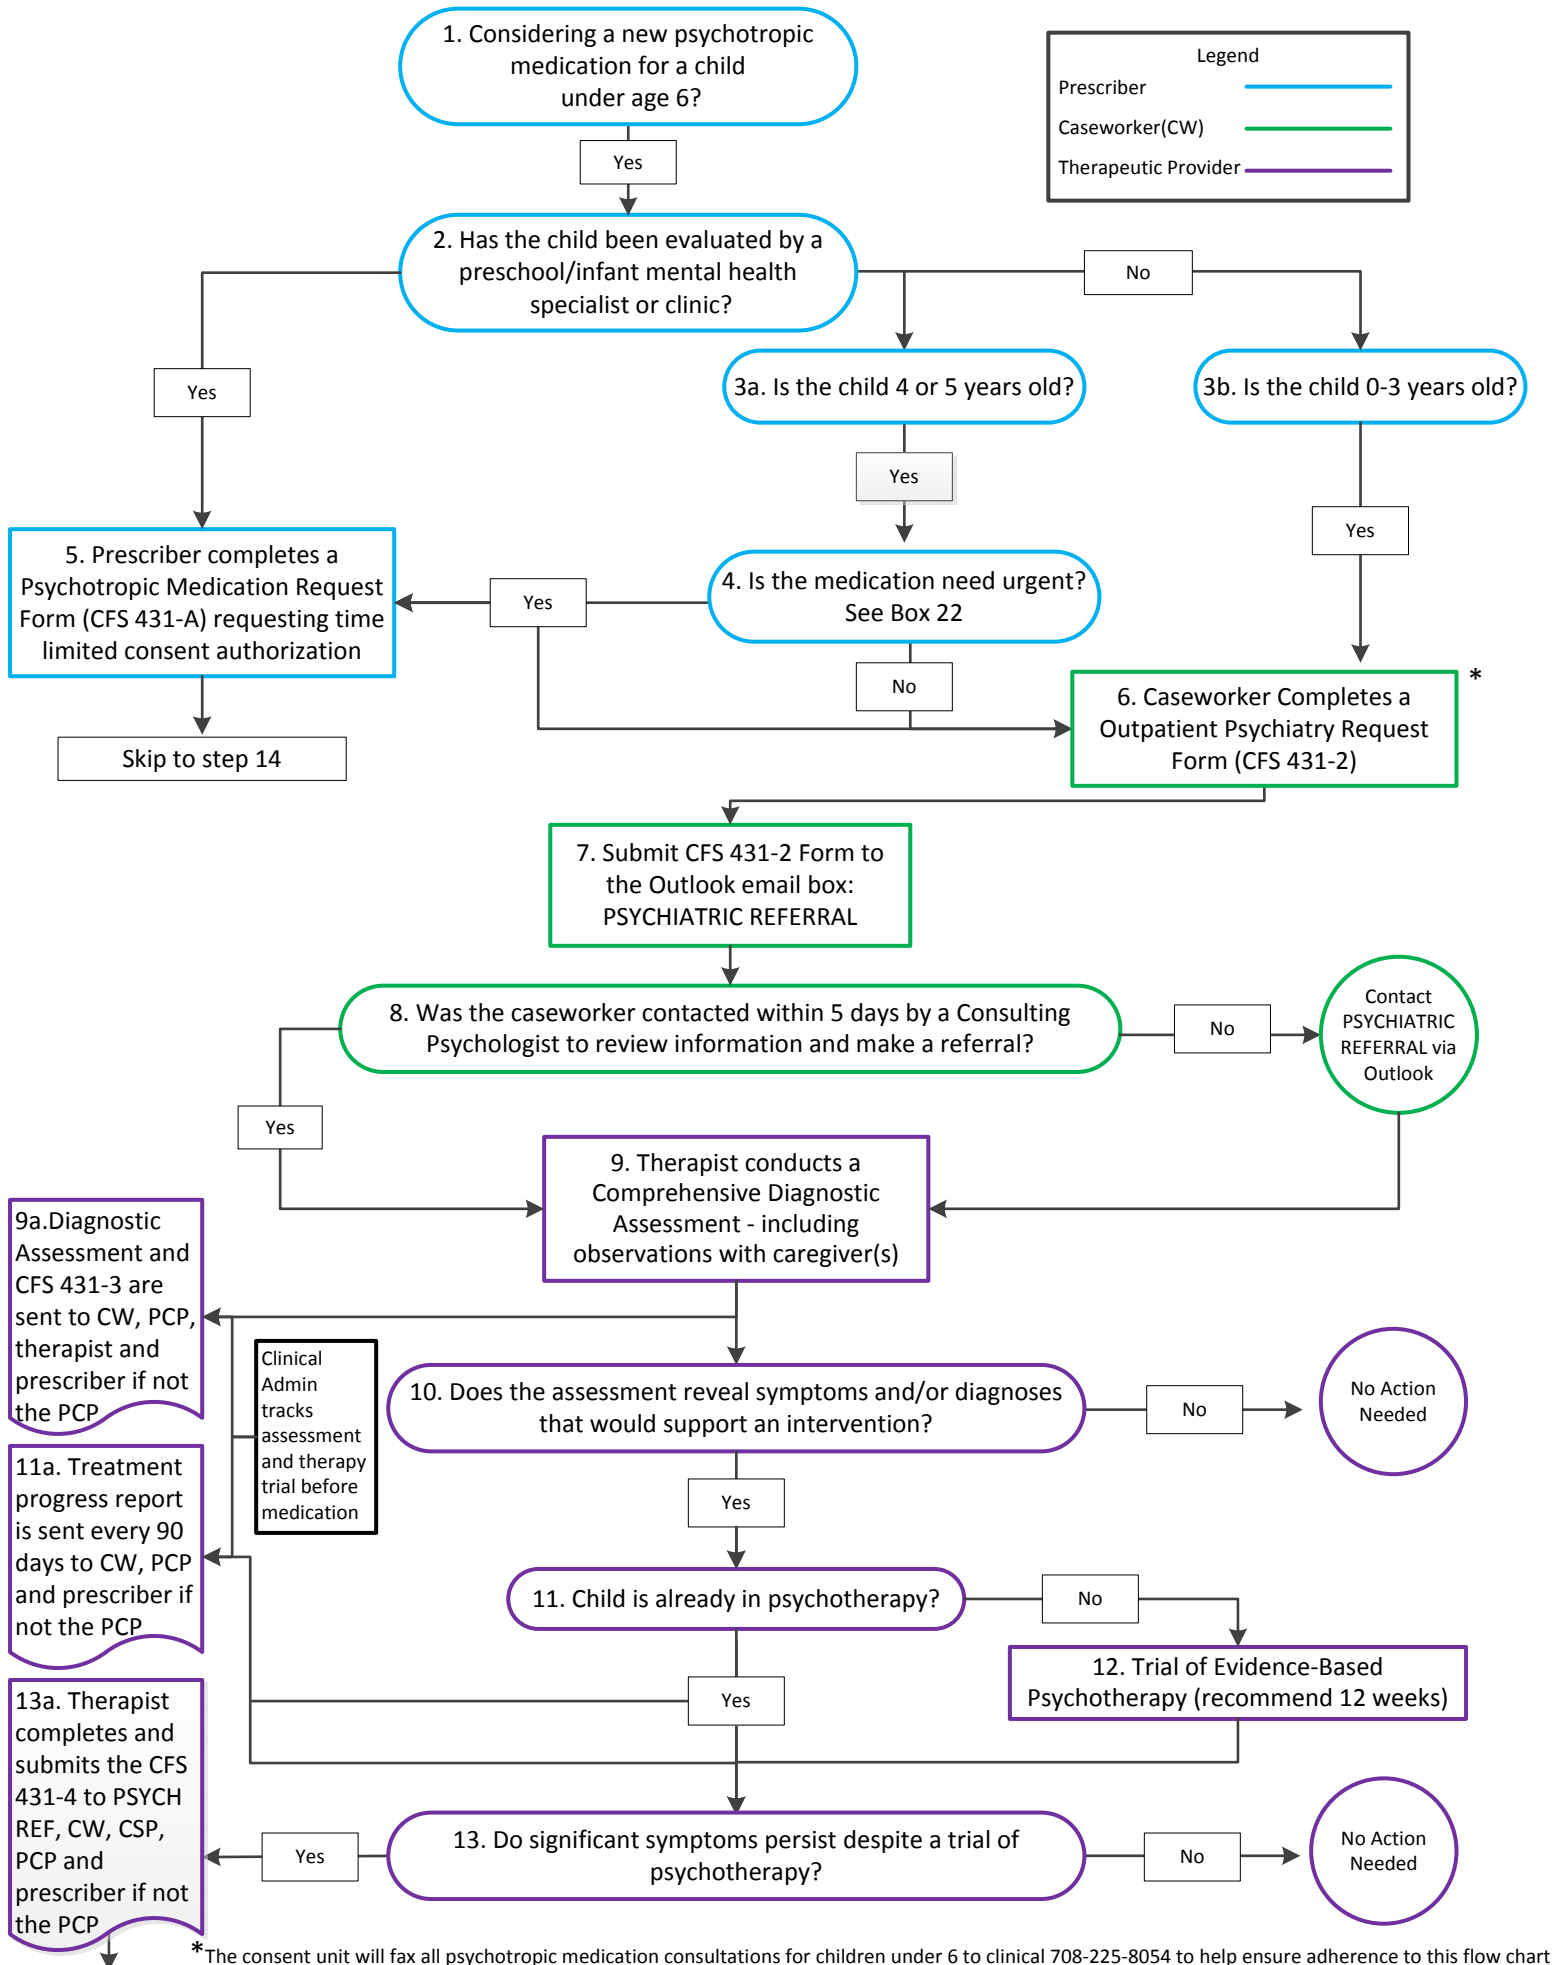 1. Considering a new psychotropic
medication for a child
under age 6?
Legend
Prescriber
Caseworker(CW)
Therapeutic Provider
Yes
2. Has the child been evaluated by a
preschool/infant mental health
specialist or clinic?
No
Yes
3a. Is the child 4 or 5 years old?
3b. Is the child 0-3 years old?
Yes
Yes
5. Prescriber completes a
Psychotropic Medication Request
Form (CFS 431-A) requesting time
limited consent authorization
Yes
4. Is the medication need urgent?
See Box 22
No
Skip to step 14
*
6. Caseworker Completes a
Outpatient Psychiatry Request
Form (CFS 431-2)
7. Submit CFS 431-2 Form to
the Outlook email box:
PSYCHIATRIC REFERRAL
8. Was the caseworker contacted within 5 days by a Consulting
Psychologist to review information and make a referral?
No
Contact
PSYCHIATRIC
REFERRAL via
Outlook
Yes
9. Therapist conducts a
Comprehensive Diagnostic
Assessment - including
observations with caregiver(s)
9a.Diagnostic
Assessment and
CFS 431-3 are
sent to CW, PCP,
therapist and
prescriber if not
the PCP
Clinical
Admin
tracks
assessment
and therapy
trial before
medication
10. Does the assessment reveal symptoms and/or diagnoses
that would support an intervention?
No
No Action
Needed
Yes
11a. Treatment
progress report
is sent every 90
days to CW, PCP
and prescriber if
not the PCP
11. Child is already in psychotherapy?
No
12. Trial of Evidence-Based
Psychotherapy (recommend 12 weeks)
Yes
13a. Therapist
completes and
submits the CFS
431-4 to PSYCH
REF, CW, CSP,
PCP and
prescriber if not
the PCP
Yes
13. Do significant symptoms persist despite a trial of
psychotherapy?
No
No Action
Needed
*The consent unit will fax all psychotropic medication consultations for children under 6 to clinical 708-225-8054 to help ensure adherence to this flow chart